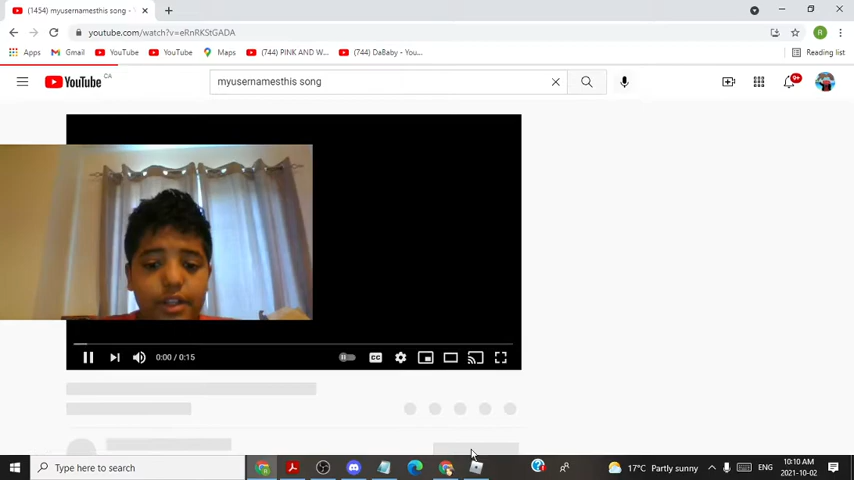 (1454) myusernamesthis song -
youtube.com/watch?v=eRnRKStGADA
Apps
Gmail
YouTube
YouTube
Maps
(744) PINK AND W...
(744) DaBaby - You...
Reading list
YouTube CA
myusernamesthis song
9+
0:00 / 0:15
CC
Type here to search
17°C Partly sunny
ENG
10:10 AM
2021-10-02